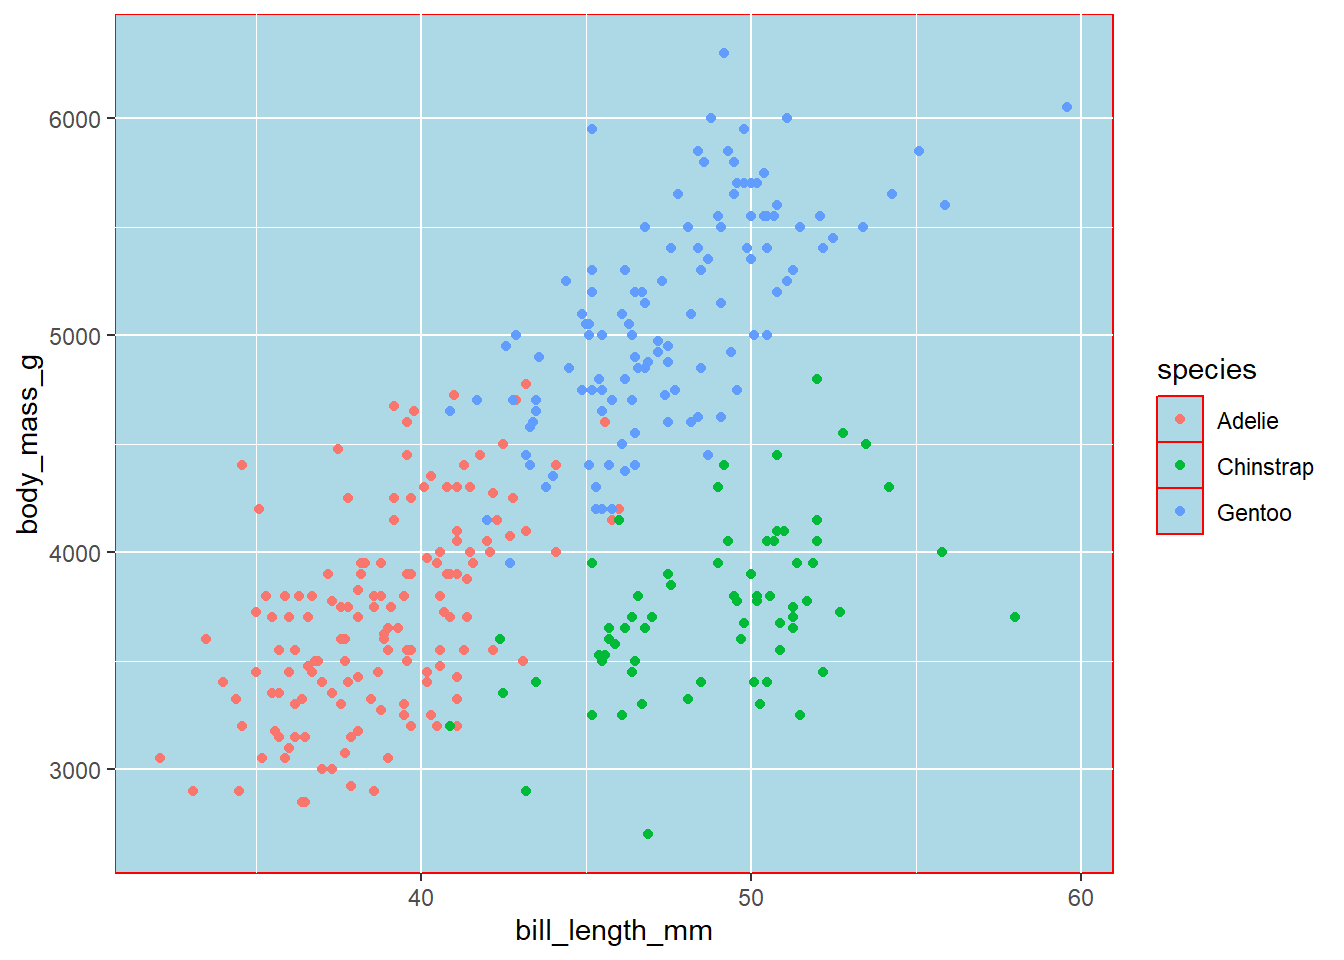 6000
5000
4000
3000
body_mass_g
40
50
60
bill_length_mm
species
Adelie
Chinstrap
Gentoo